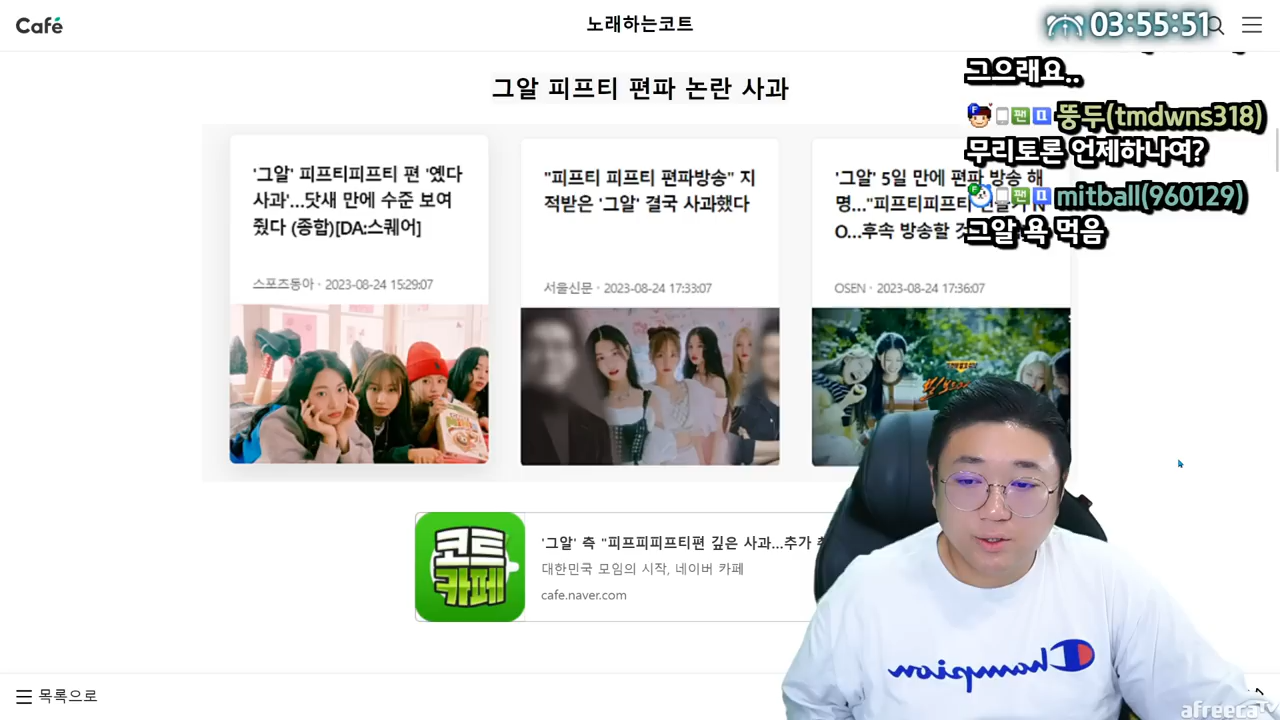 Café
노래하는코트
03:55:51
그으래요..
뚱두(tmdwns318)
무리토론 언제하나여?
mitball(960129)
그알 욕 먹음
그알 피프티 편파 논란 사과
'그알' 피프티피프티 편 '옜다
사과'...닷새 만에 수준 보여
줬다 (종합)[DA:스퀘어]
스포츠동아 · 2023-08-24 15:29:07
"피프티 피프티 편파방송" 지
적받은 '그알' 결국 사과했다
서울신문 · 2023-08-24 17:33:07
'그알' 5일 만에 편파 방송 해
명..."피프티피프티
O...후속 방송할
OSEN · 2023-08-24 17:36:07
코트
카페
'그알' 측 "피프피피프티편 깊은 사과...추가
대한민국 모임의 시작, 네이버 카페
cafe.naver.com
Champion
목록으로
afreecaTV